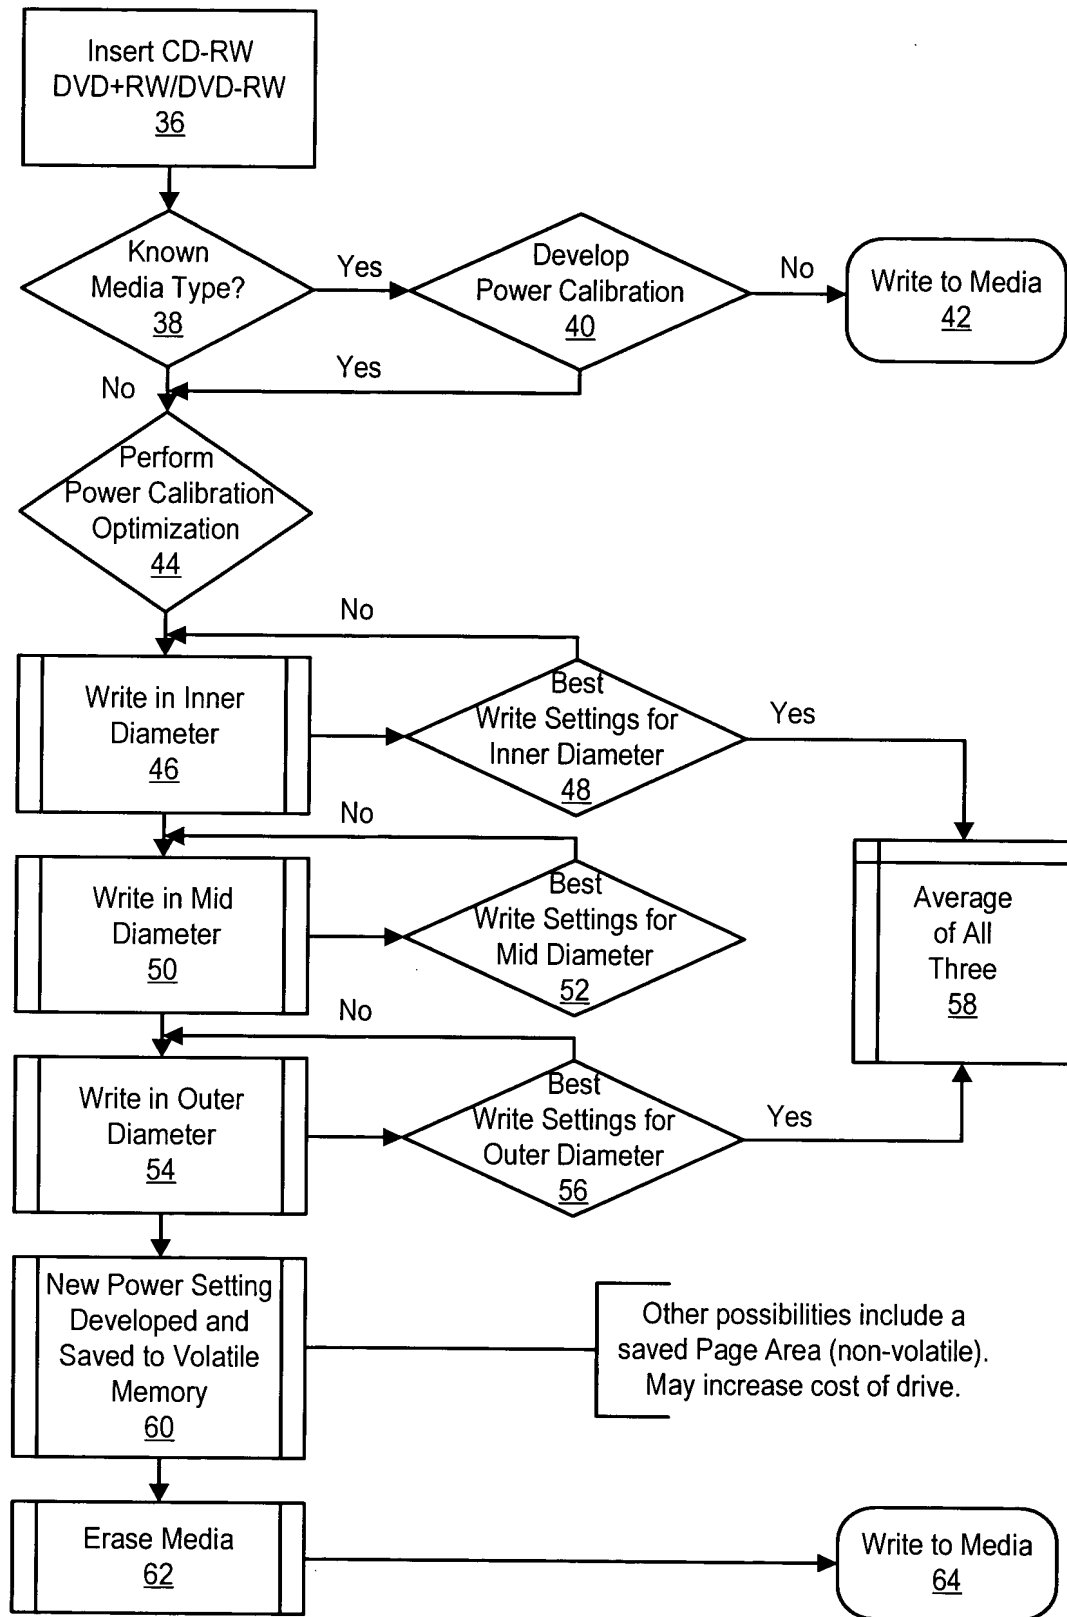 Insert CD-RW
DVD+RW/DVD-RW
36
Known
Media Type?
38
Yes
Develop
Power Calibration
40
No
Write to Media
42
No
Yes
Perform
Power Calibration
Optimization
44
No
Write in Inner
Diameter
46
Best
Write Settings for
Inner Diameter
48
Yes
No
Write in Mid
Diameter
50
Best
Write Settings for
Mid Diameter
52
Average
of All
Three
58
No
Write in Outer
Diameter
54
Best
Write Settings for
Outer Diameter
56
Yes
New Power Setting
Developed and
Saved to Volatile
Memory
60
Other possibilities include a
saved Page Area (non-volatile).
May increase cost of drive.
Erase Media
62
Write to Media
64